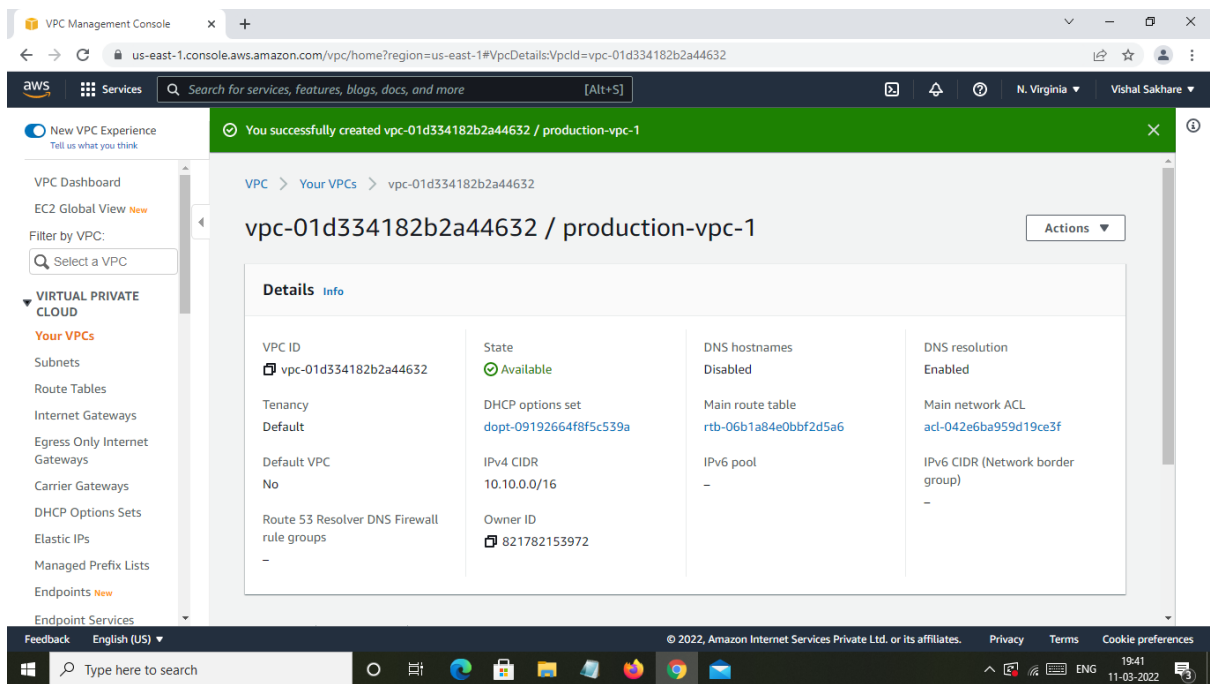 VPC Management Console
us-east-1.console.aws.amazon.com/vpc/home?region=us-east-1#VpcDetails:VpcId=vpc-01d334182b2a44632
aws Services Search for services, features, blogs, docs, and more [Alt+S] N. Virginia Vishal Sakhare
New VPC Experience
Tell us what you think
You successfully created vpc-01d334182b2a44632 / production-vpc-1
VPC Dashboard
EC2 Global View New
Filter by VPC:
Select a VPC
VIRTUAL PRIVATE
CLOUD
Your VPCs
Subnets
Route Tables
Internet Gateways
Egress Only Internet
Gateways
Carrier Gateways
DHCP Options Sets
Elastic IPs
Managed Prefix Lists
Endpoints New
Endpoint Services
VPC > Your VPCs > vpc-01d334182b2a44632
vpc-01d334182b2a44632 / production-vpc-1
Actions
Details Info
VPC ID
vpc-01d334182b2a44632
State
Available
DNS hostnames
Disabled
DNS resolution
Enabled
Tenancy
Default
DHCP options set
dopt-09192664f8f5c539a
Main route table
rtb-06b1a84e0bbf2d5a6
Main network ACL
acl-042e6ba959d19ce3f
Default VPC
No
IPv4 CIDR
10.10.0.0/16
IPv6 pool
–
IPv6 CIDR (Network border
group)
–
Route 53 Resolver DNS Firewall
rule groups
–
Owner ID
821782153972
Feedback English (US) © 2022, Amazon Internet Services Private Ltd. or its affiliates. Privacy Terms Cookie preferences
Type here to search
ENG
19:41
11-03-2022
3